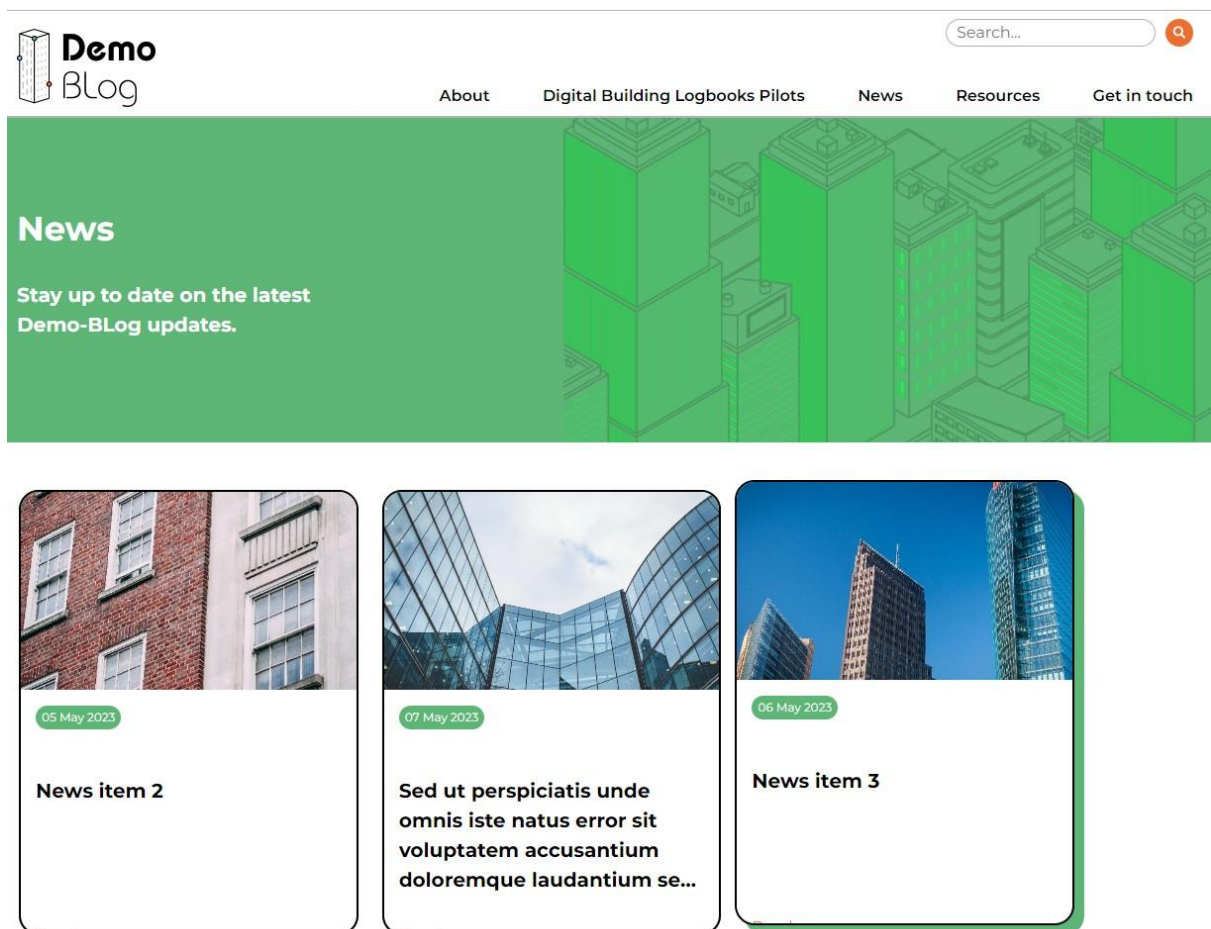 Demo
BLog
Search...
About Digital Building Logbooks Pilots News Resources Get in touch
News
Stay up to date on the latest
Demo-BLog updates.
05 May 2023
News item 2
07 May 2023
Sed ut perspiciatis unde
omnis iste natus error sit
voluptatem accusantium
doloremque laudantium se...
06 May 2023
News item 3